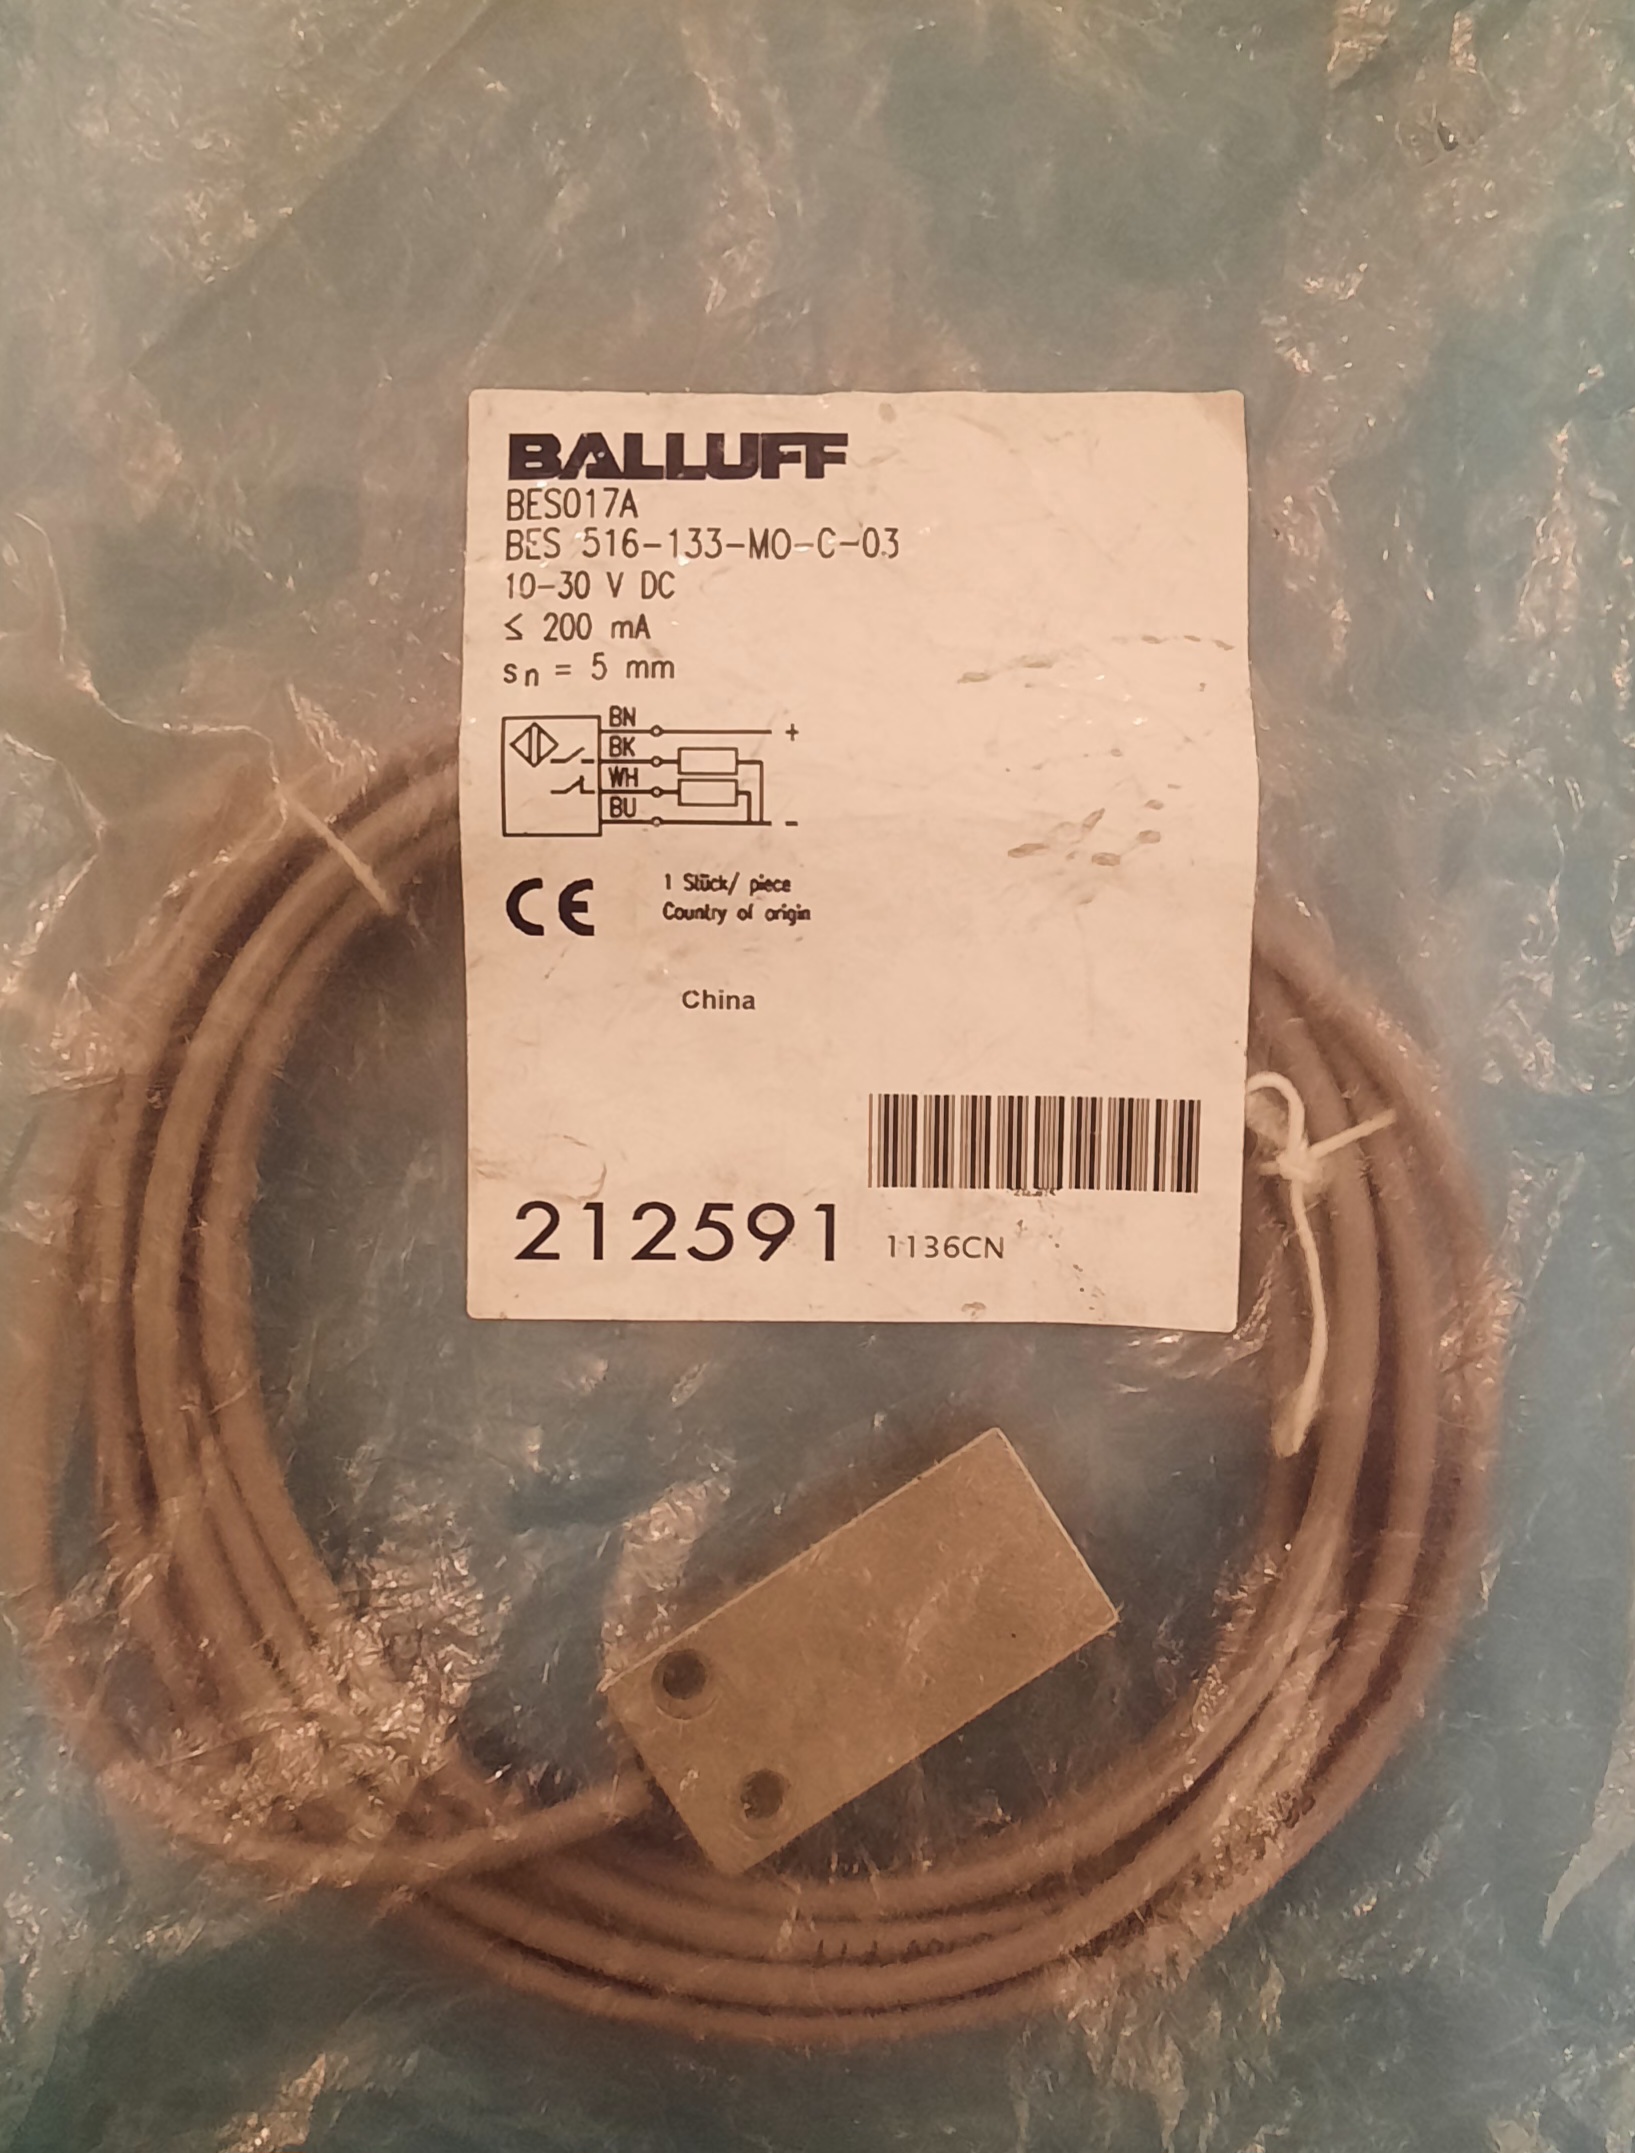 BALLUFF
BES017A
BES 516-133-MO-C-03
10-30 V DC
≤ 200 mA
sn = 5 mm
BN
+
BK
WH
BU
-
CE
1 Stück/ piece
Country of origin
China
212591
1136CN